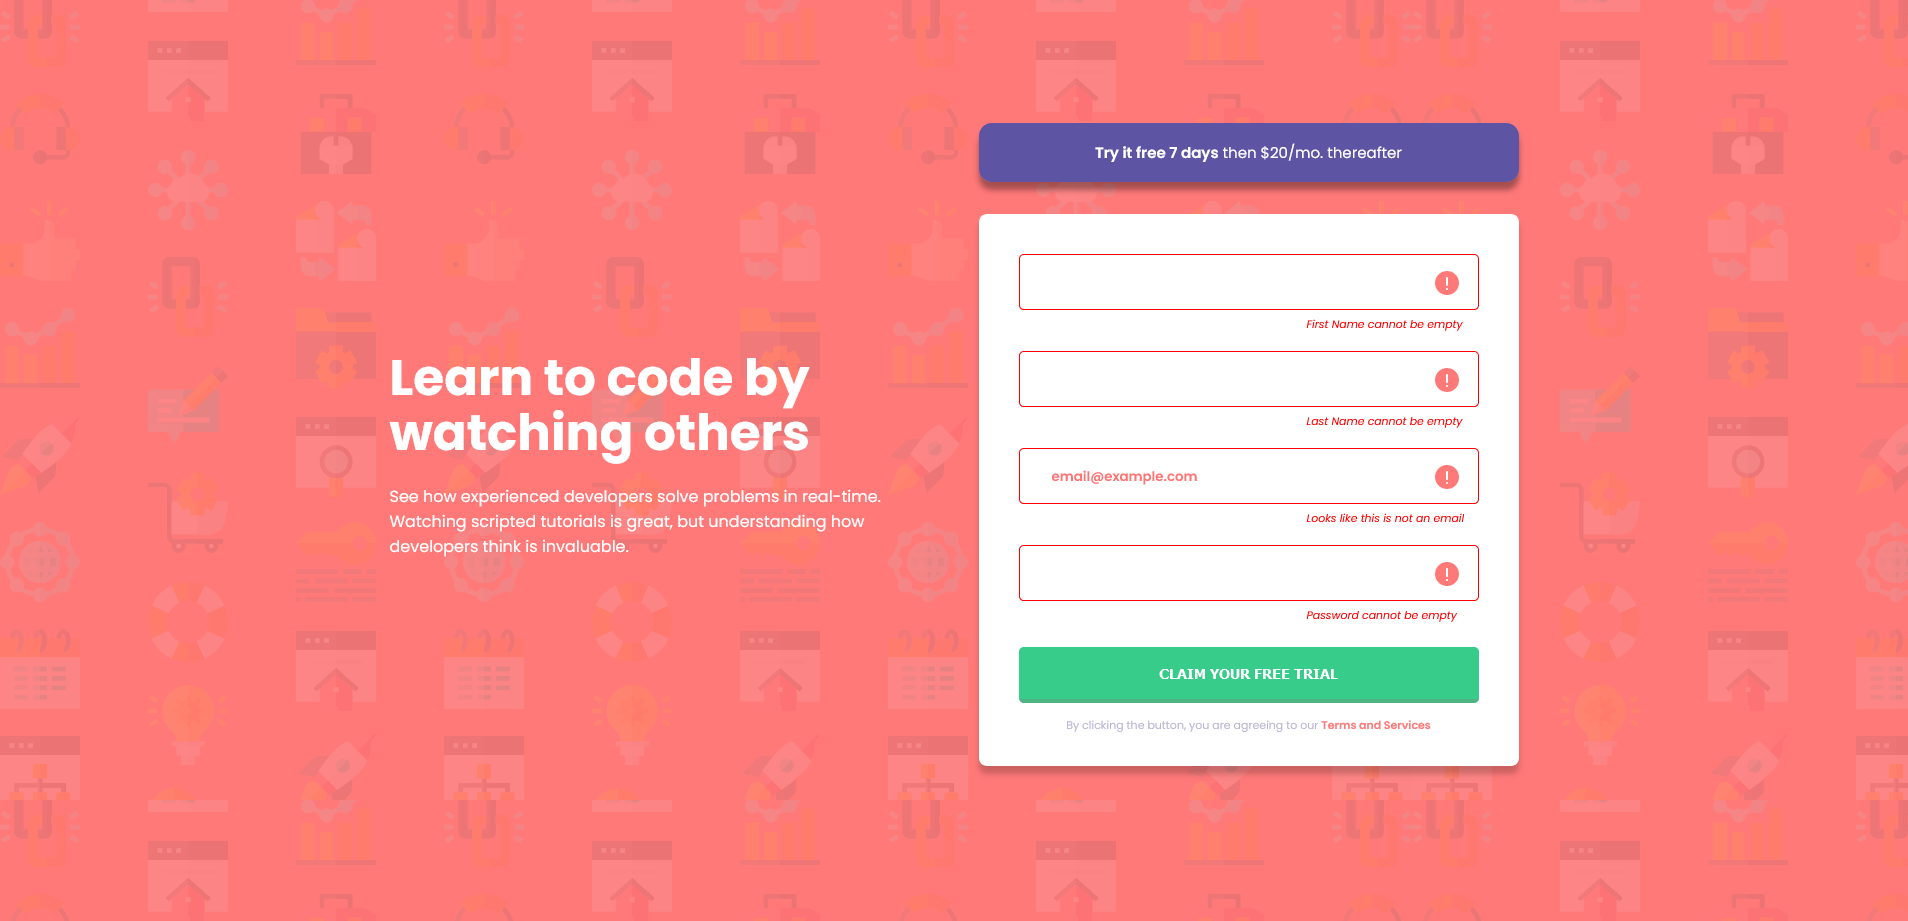 Learn to code by
watching others
See how experienced developers solve problems in real-time.
Watching scripted tutorials is great, but understanding how
developers think is invaluable.
Try it free 7 days then $20/mo. thereafter
First Name cannot be empty
Last Name cannot be empty
email@example.com
Looks like this is not an email
Password cannot be empty
CLAIM YOUR FREE TRIAL
By clicking the button, you are agreeing to our Terms and Services